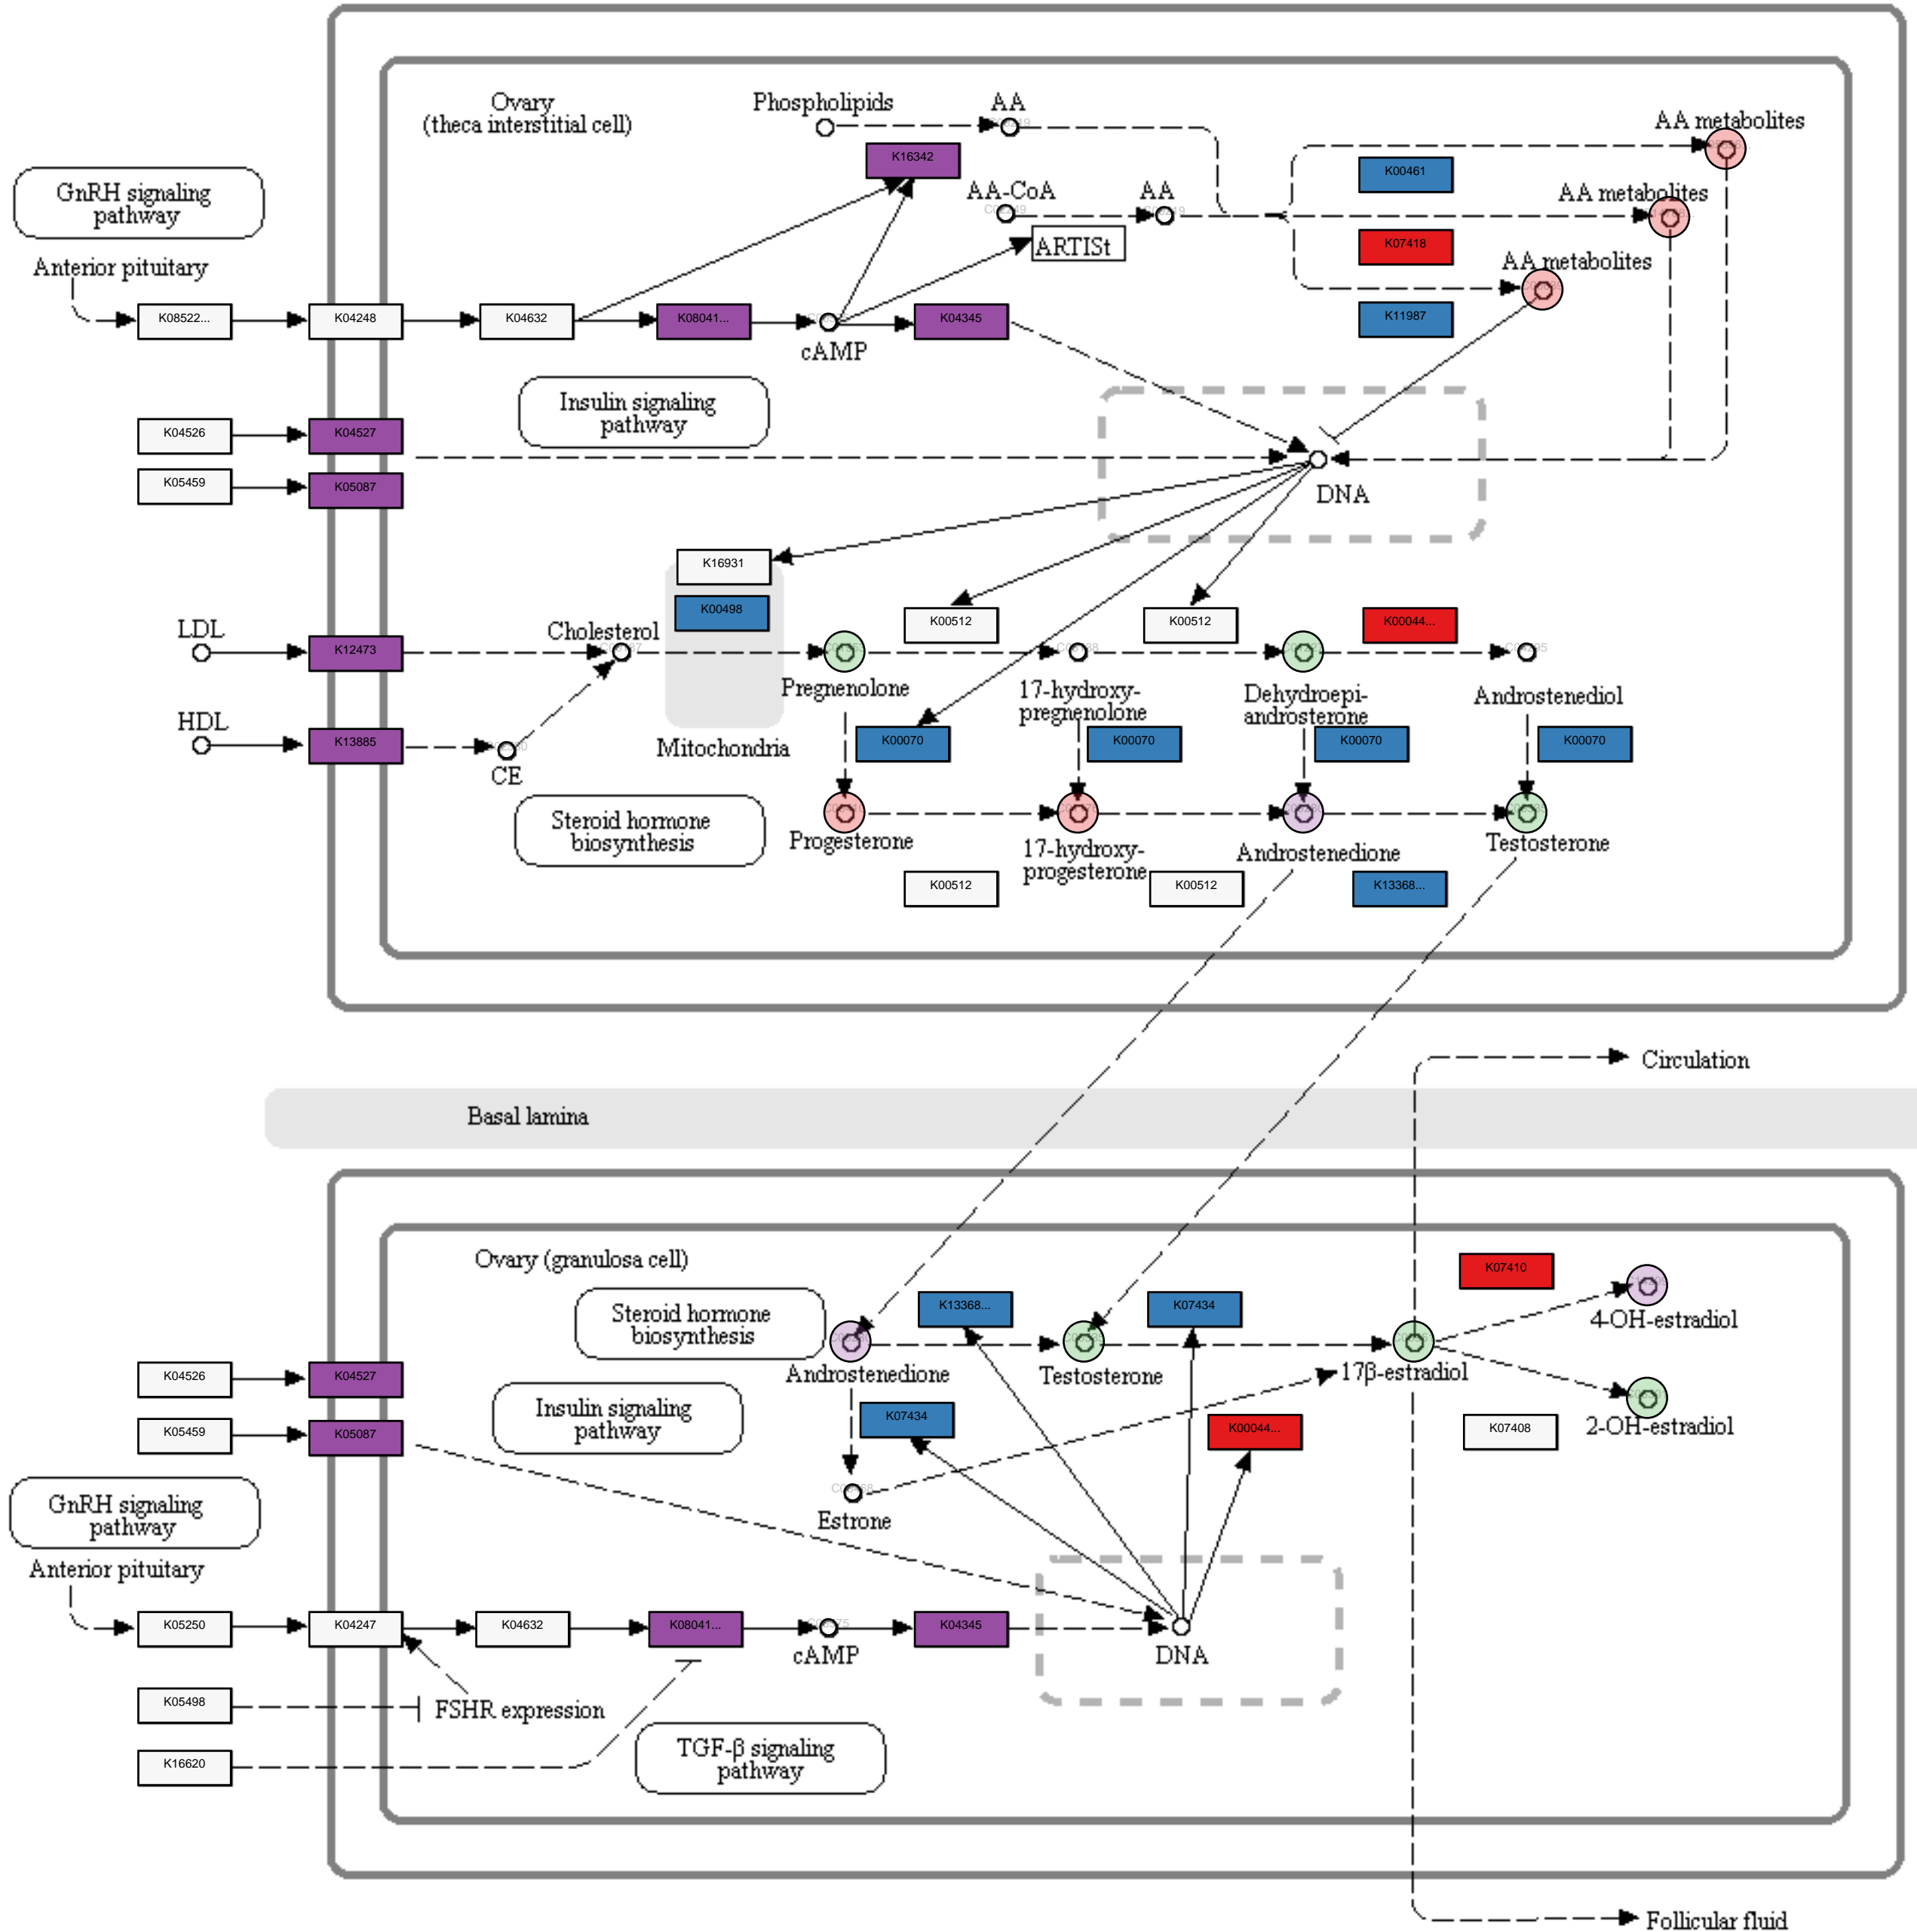 Ovary
(theca interstitial cell)
Phospholipids
AA
AA metabolites
K16342
K00461
GnRH signaling
pathway
AA-CoA
AA
AA metabolites
ARTISt
K07418
Anterior pituitary
AA metabolites
K08522...
K04248
K04632
K08041...
K04345
K11987
cAMP
Insulin signaling
pathway
K04526
K04527
K05459
K05087
DNA
K16931
K00498
K00512
K00512
K00044...
LDL
K12473
Cholesterol
Pregnenolone
17-hydroxy-
pregnenolone
Dehydroepi-
androsterone
Androstenediol
HDL
K13885
CE
Mitochondria
K00070
K00070
K00070
K00070
Steroid hormone
biosynthesis
Progesterone
17-hydroxy-
progesterone
Androstenedione
Testosterone
K00512
K00512
K13368...
Circulation
Basal lamina
Ovary (granulosa cell)
K07410
Steroid hormone
biosynthesis
K13368...
K07434
4-OH-estradiol
K04526
K04527
Androstenedione
Testosterone
17β-estradiol
K05459
K05087
Insulin signaling
pathway
K07434
K00044...
K07408
2-OH-estradiol
GnRH signaling
pathway
Estrone
Anterior pituitary
K05250
K04247
K04632
K08041...
K04345
cAMP
DNA
K05498
FSHR expression
K16620
TGF-β signaling
pathway
Follicular fluid